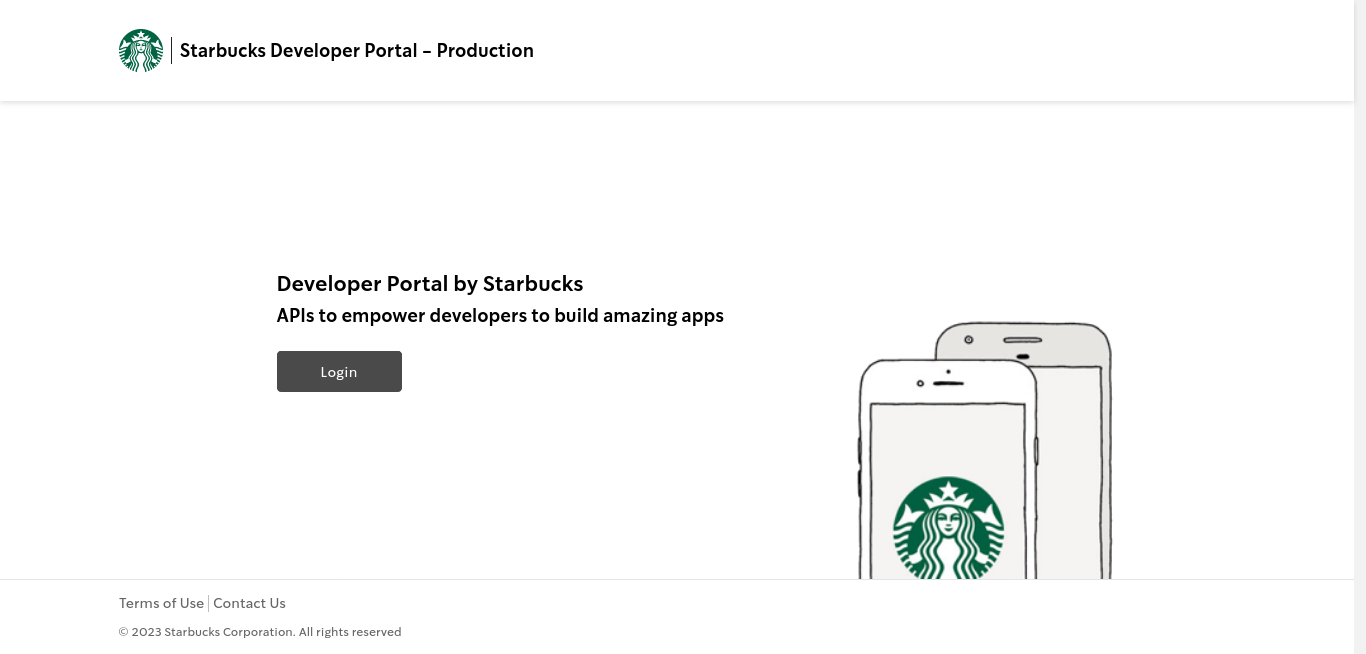 Starbucks Developer Portal – Production
Developer Portal by Starbucks
APIs to empower developers to build amazing apps
Login
Terms of Use
Contact Us
© 2023 Starbucks Corporation. All rights reserved